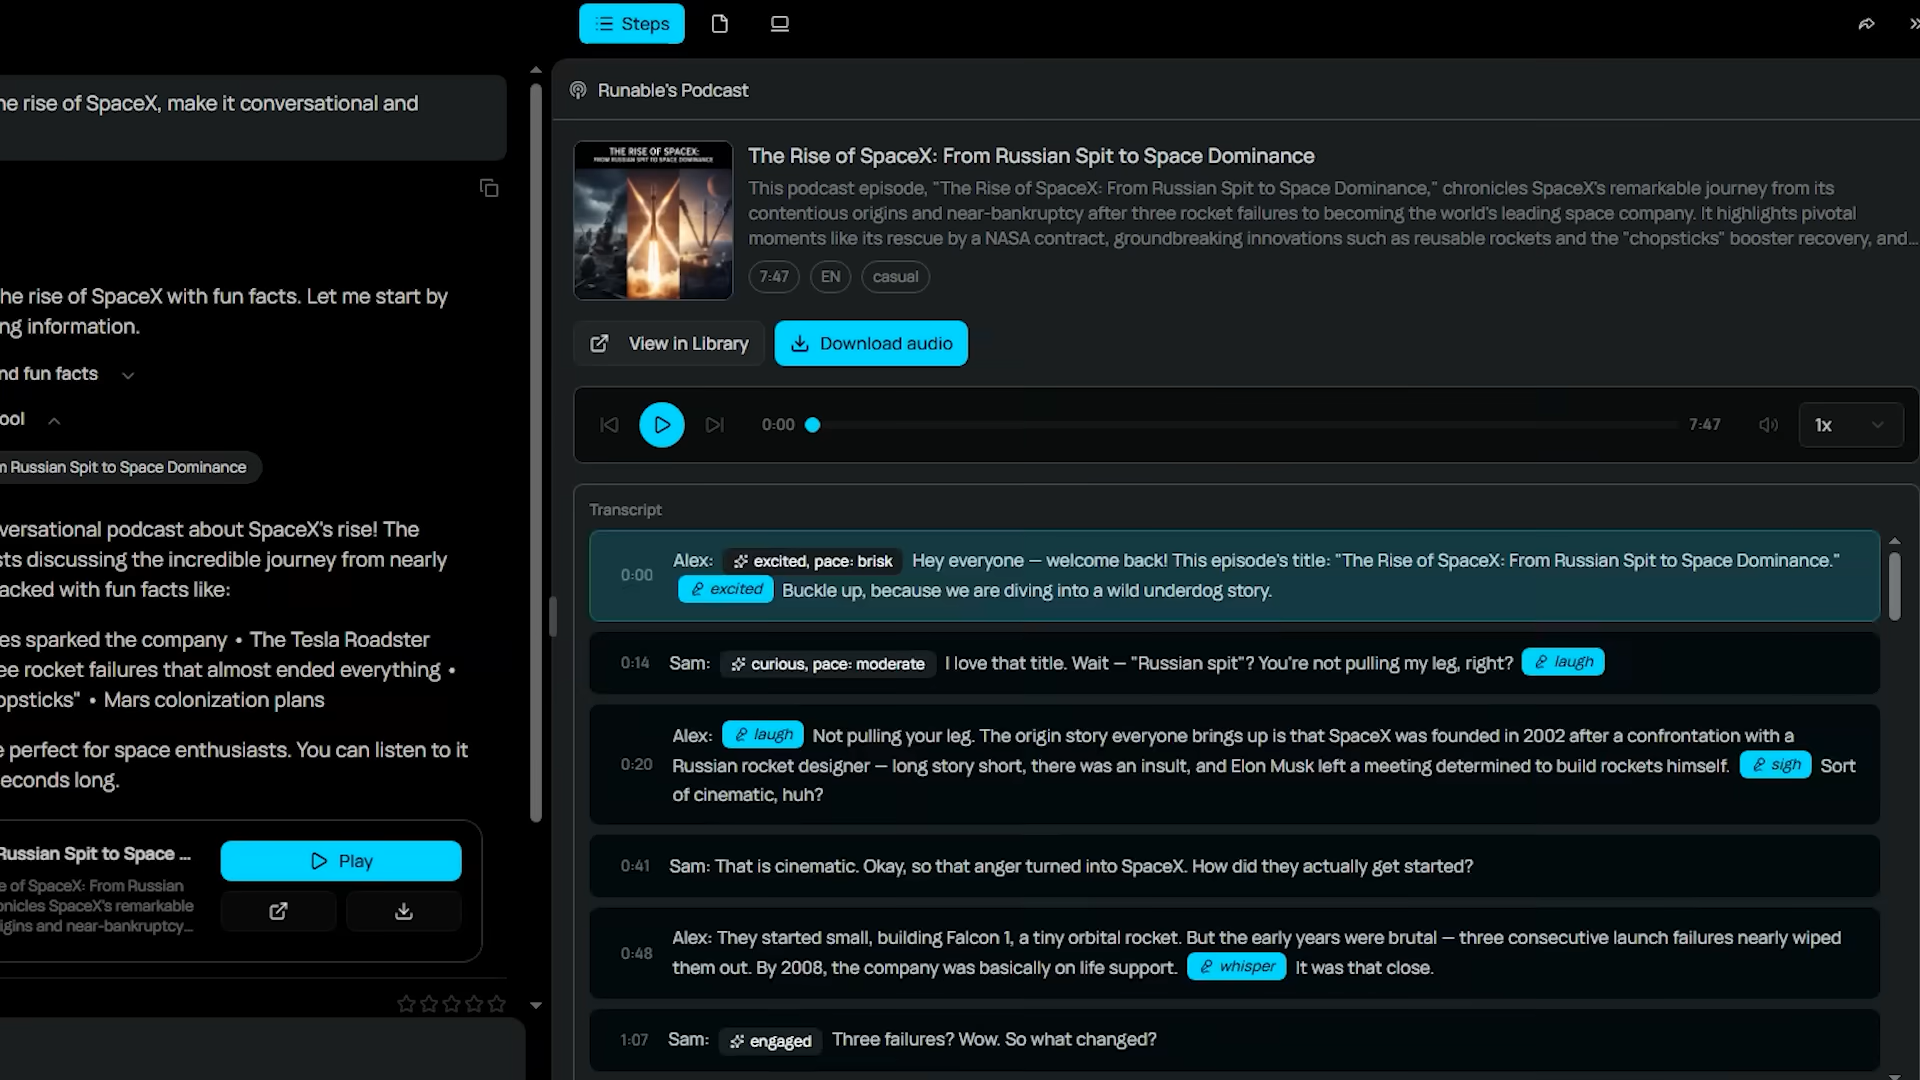 Steps
he rise of SpaceX, make it conversational and
he rise of SpaceX with fun facts. Let me start by
ng information.
nd fun facts
ool
m Russian Spit to Space Dominance
versational podcast about SpaceX's rise! The
sts discussing the incredible journey from nearly
acked with fun facts like:
es sparked the company • The Tesla Roadster
ee rocket failures that almost ended everything •
opsticks" • Mars colonization plans
e perfect for space enthusiasts. You can listen to it
econds long.
Russian Spit to Space ...
Play
e of SpaceX: From Russian
onicles SpaceX's remarkable
igins and near-bankruptcy...
Runable's Podcast
THE RISE OF SPACEX:
FROM RUSSIAN SPIT TO SPACE DOMINANCE
The Rise of SpaceX: From Russian Spit to Space Dominance
This podcast episode, "The Rise of SpaceX: From Russian Spit to Space Dominance," chronicles SpaceX's remarkable journey from its
contentious origins and near-bankruptcy after three rocket failures to becoming the world's leading space company. It highlights pivotal
moments like its rescue by a NASA contract, groundbreaking innovations such as reusable rockets and the "chopsticks" booster recovery, and...
7:47 EN casual
View in Library Download audio
0:00 7:47 1x
Transcript
0:00 Alex: excited, pace: brisk Hey everyone — welcome back! This episode's title: "The Rise of SpaceX: From Russian Spit to Space Dominance."
excited Buckle up, because we are diving into a wild underdog story.
0:14 Sam: curious, pace: moderate I love that title. Wait — "Russian spit"? You're not pulling my leg, right? laugh
Alex: laugh Not pulling your leg. The origin story everyone brings up is that SpaceX was founded in 2002 after a confrontation with a
0:20 Russian rocket designer — long story short, there was an insult, and Elon Musk left a meeting determined to build rockets himself. sigh Sort
of cinematic, huh?
0:41 Sam: That is cinematic. Okay, so that anger turned into SpaceX. How did they actually get started?
0:48 Alex: They started small, building Falcon 1, a tiny orbital rocket. But the early years were brutal — three consecutive launch failures nearly wiped
them out. By 2008, the company was basically on life support. whisper It was that close.
1:07 Sam: engaged Three failures? Wow. So what changed?